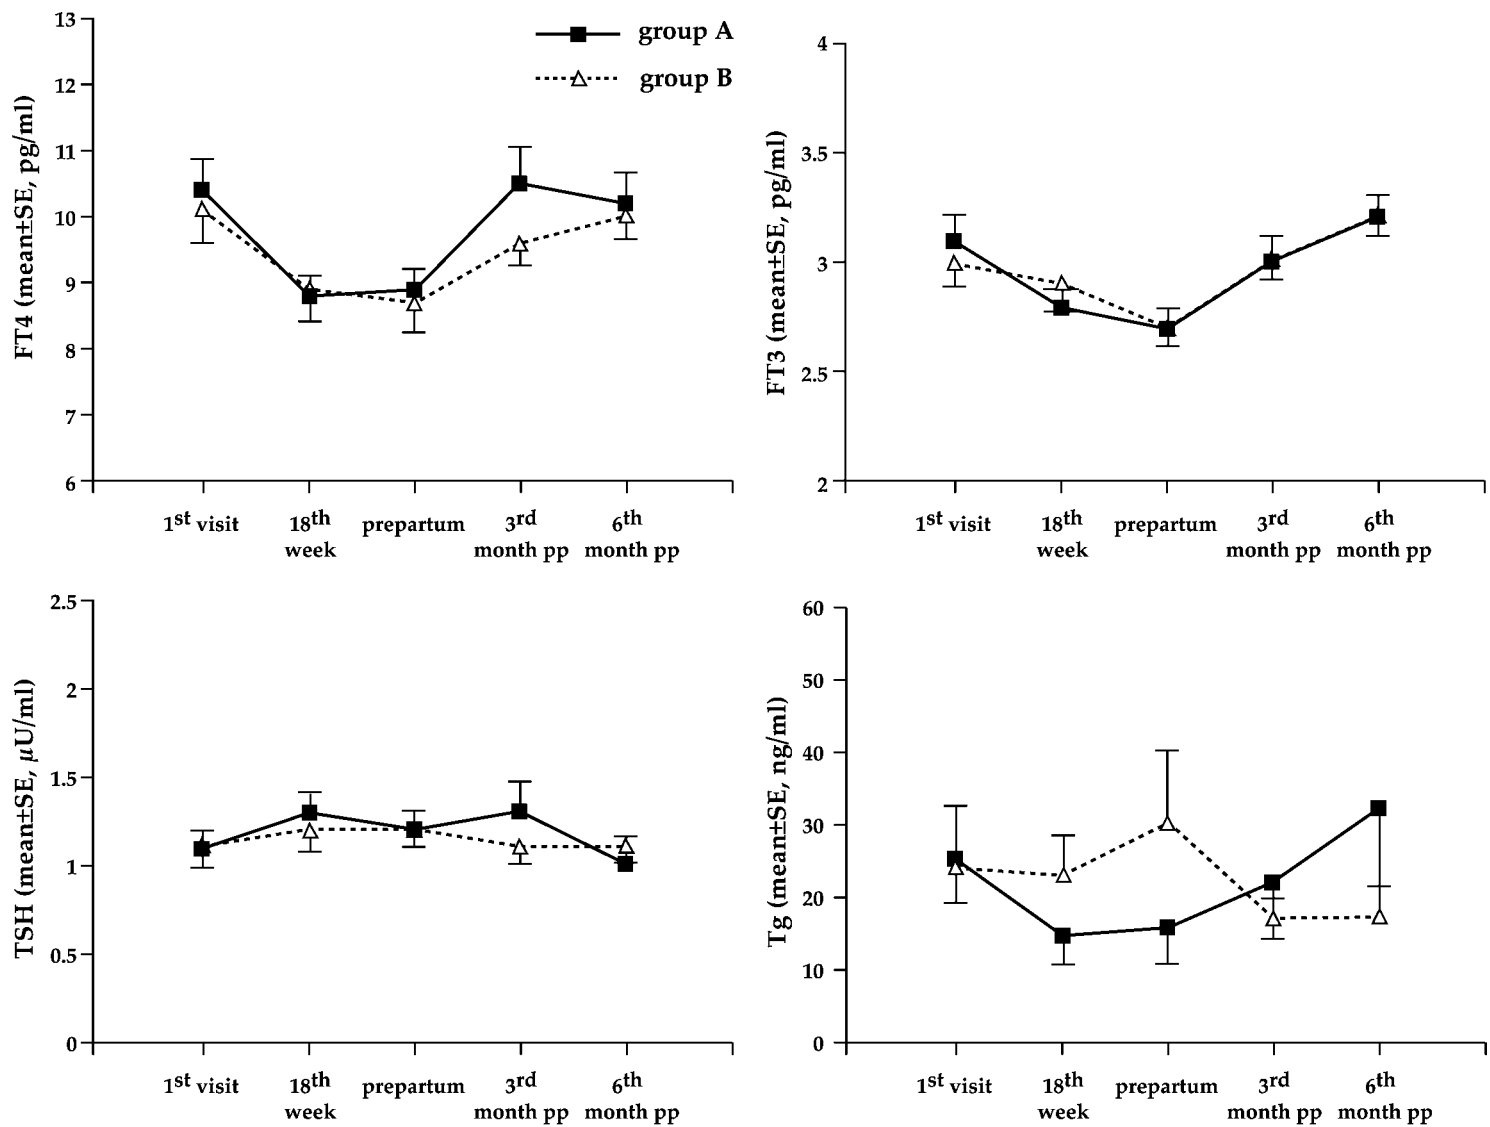 group A
group B
FT4 (mean±SE, pg/ml)
13
12
11
10
9
8
7
6
1st visit
18th week
prepartum
3rd month pp
6th month pp
FT3 (mean±SE, pg/ml)
4
3.5
3
2.5
2
1st visit
18th week
prepartum
3rd month pp
6th month pp
TSH (mean±SE, µU/ml)
2.5
2
1.5
1
0.5
0
1st visit
18th week
prepartum
3rd month pp
6th month pp
Tg (mean±SE, ng/ml)
60
50
40
30
20
10
0
1st visit
18th week
prepartum
3rd month pp
6th month pp